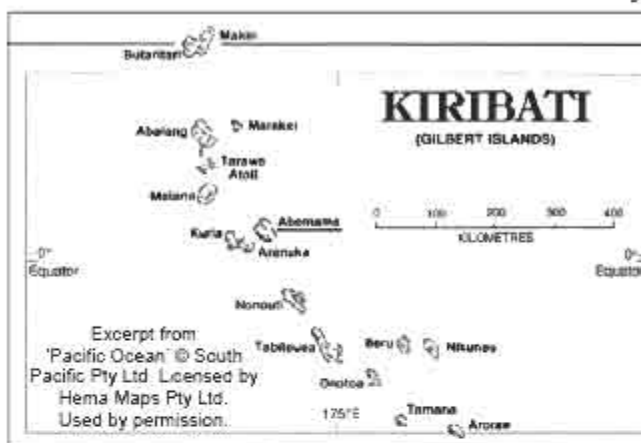 Makin
Butaritari
KIRIBATI
(GILBERT ISLANDS)
Abaiang
Marakei
Tarawa
Atoll
Maiana
0 100 200 300 400
KILOMETRES
Abemama
Kuria
Aranuka
0°
Equator
0°
Equator
Nonouti
Tabiteuea
Beru
Nikunau
Onotoa
Tamana
Arorae
175°E
Excerpt from
'Pacific Ocean' © South
Pacific Pty Ltd. Licensed by
Hema Maps Pty Ltd.
Used by permission.